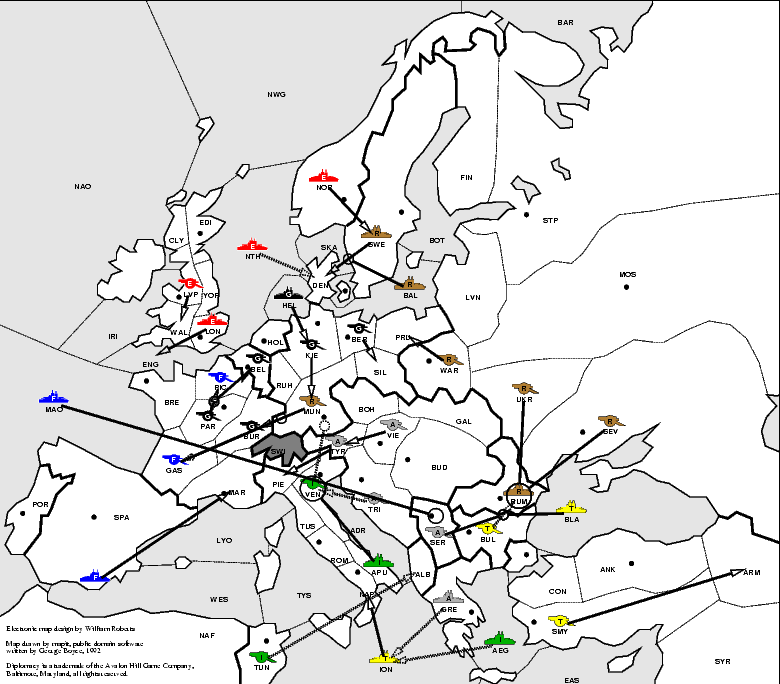 BAR
NWG
NAO
NOR
E
FIN
STP
EDI
CLY
SKA
R
SWE
BOT
MOS
E
NTH
DEN
E
LVP
YOR
G
HEL
R
BAL
LVN
IRI
WAL
E
LON
ENG
HOL
G
BER
PRU
G
KIE
G
BEL
R
WAR
SIL
F
PIC
RUH
BRE
F
MAO
G
PAR
R
MUN
BOH
R
UKR
G
BUR
GAL
R
SEV
A
VIE
A
TYR
SWI
F
GAS
BUD
PIE
I
VEN
MAR
A
TRI
R
RUM
POR
SPA
T
BLA
TUS
ADR
A
SER
T
BUL
LYO
ROM
I
APU
ALB
F
WES
TYS
NAP
ANK
ARM
CON
A
GRE
T
SMY
NAF
I
TUN
T
ION
I
AEG
SYR
EAS
Electronic map design by William Roberts
Map drawn by mapit, public domain software
written by George Boyce, 1992
Diplomacy is a trademark of the Avalon Hill Game Company,
Baltimore, Maryland, all rights reserved.